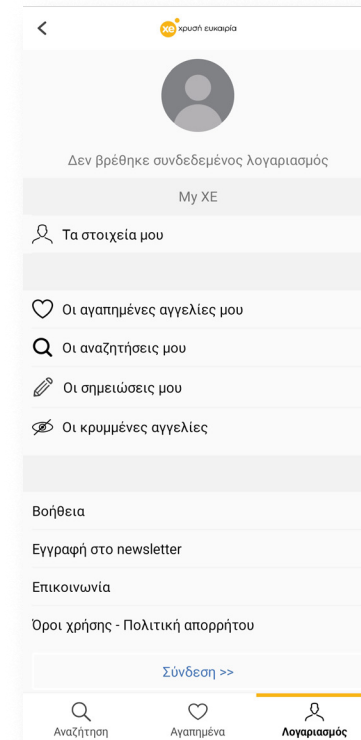 xe χρυσή ευκαιρία
Δεν βρέθηκε συνδεδεμένος λογαριασμός
My XE
Τα στοιχεία μου
Οι αγαπημένες αγγελίες μου
Οι αναζητήσεις μου
Οι σημειώσεις μου
Οι κρυμμένες αγγελίες
Βοήθεια
Εγγραφή στο newsletter
Επικοινωνία
Όροι χρήσης - Πολιτική απορρήτου
Σύνδεση >>
Αναζήτηση Αγαπημένα Λογαριασμός